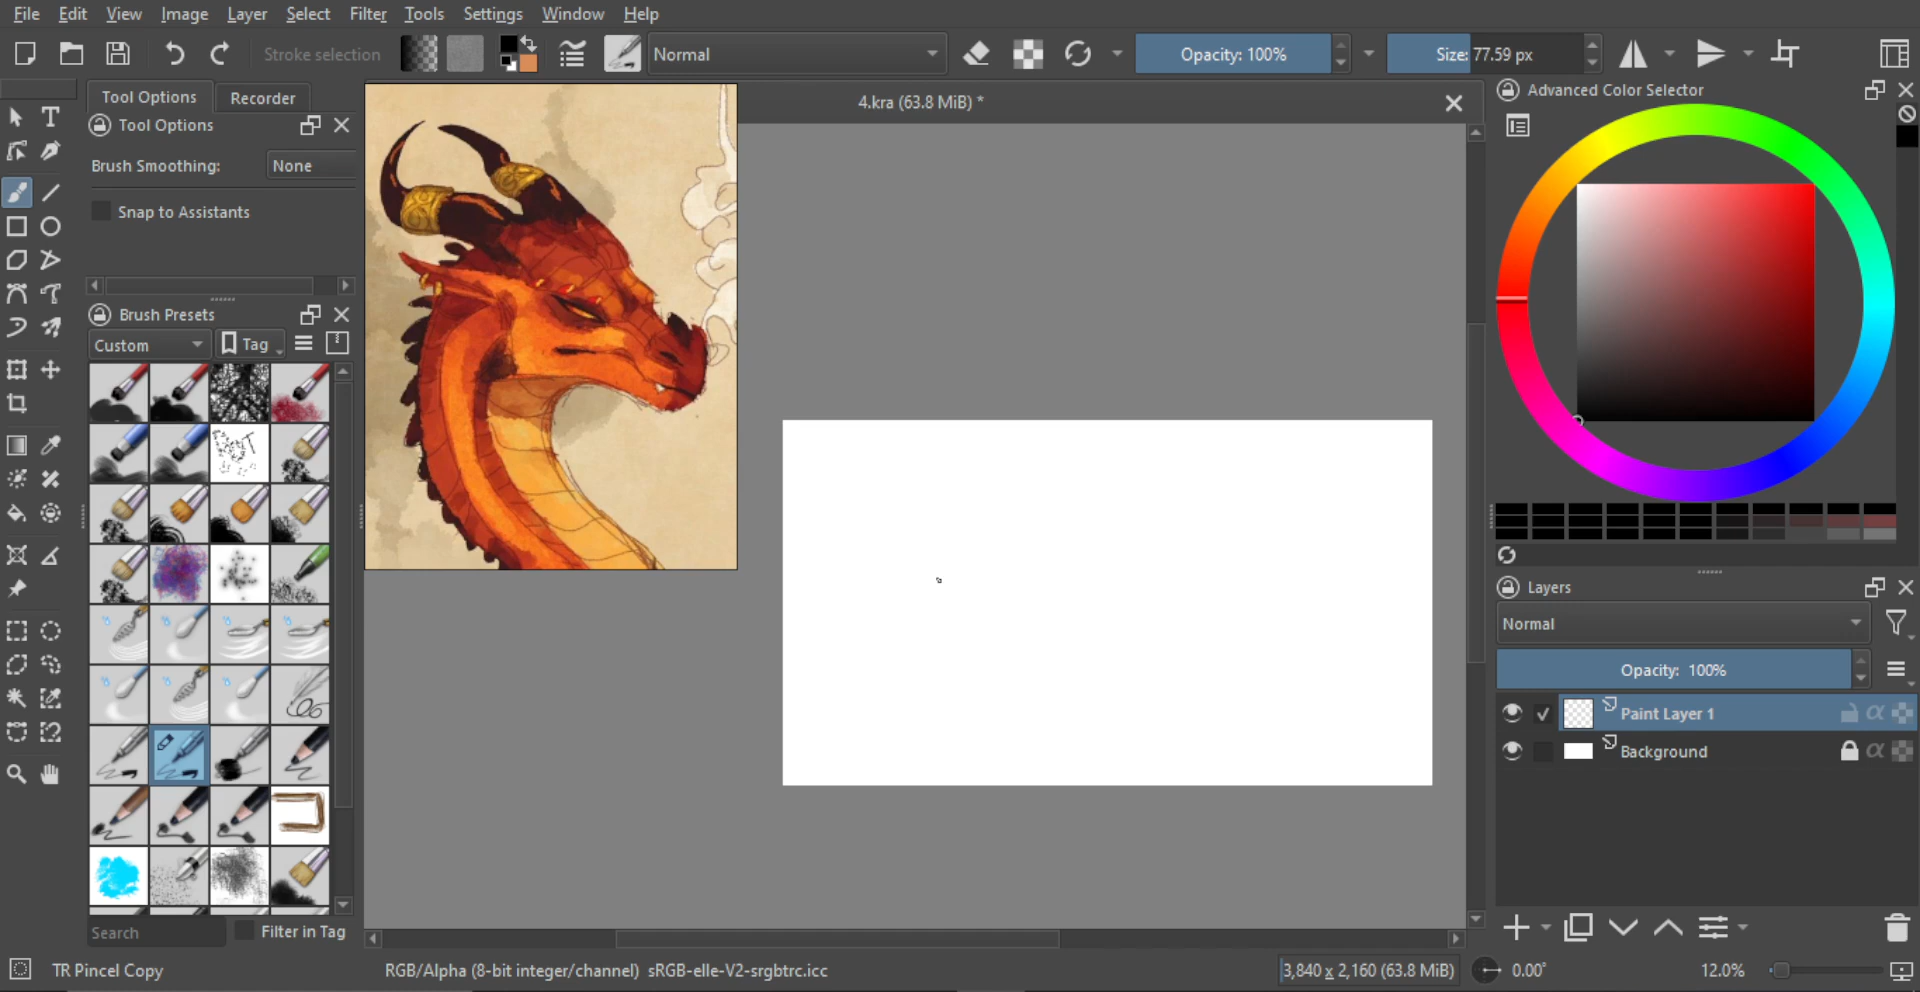 File Edit View Image Layer Select Filter Tools Settings Window Help
Stroke selection Normal Opacity: 100% Size: 77.59 px
Tool Options Recorder
4.kra (63.8 MiB) *
Advanced Color Selector
Tool Options
Brush Smoothing: None
Snap to Assistants
Brush Presets
Custom Tag
Search Filter in Tag
Layers
Normal
Opacity: 100%
Paint Layer 1
Background
TR Pincel Copy RGB/Alpha (8-bit integer/channel) sRGB-elle-V2-srgbtrc.icc 3,840 x 2,160 (63.8 MiB) 0.00° 12.0%